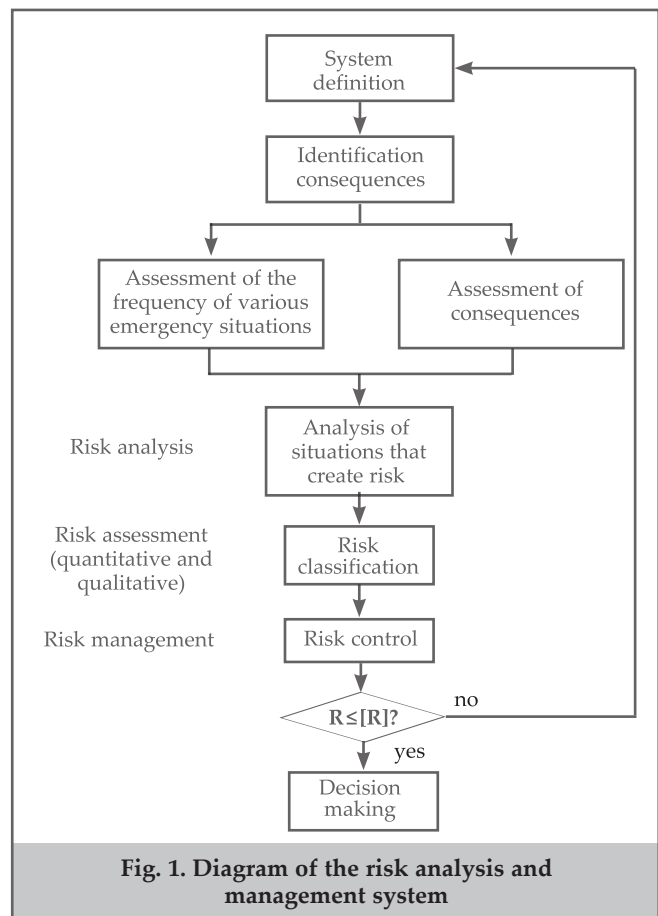 System
definition
Identification
consequences
Assessment of the
frequency of various
emergency situations
Assessment of
consequences
Risk analysis
Analysis of
situations that
create risk
Risk assessment
(quantitative and
qualitative)
Risk
classification
Risk management
Risk control
R≤[R]?
no
yes
Decision
making
Fig. 1. Diagram of the risk analysis and
management system